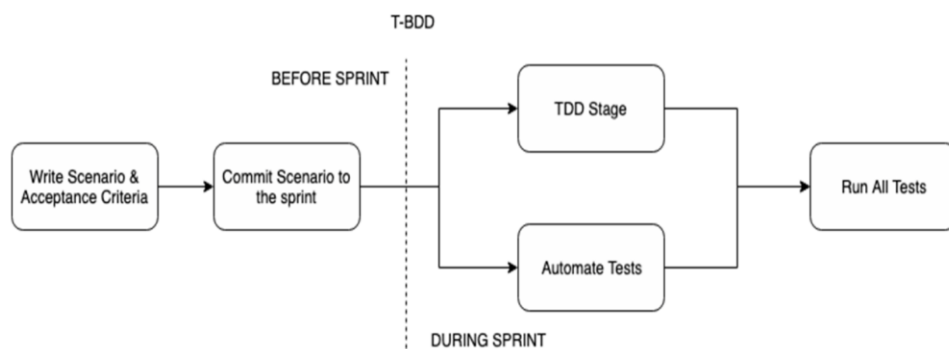 T-BDD
BEFORE SPRINT
TDD Stage
Write Scenario &
Acceptance Criteria
Commit Scenario to
the sprint
Run All Tests
Automate Tests
DURING SPRINT